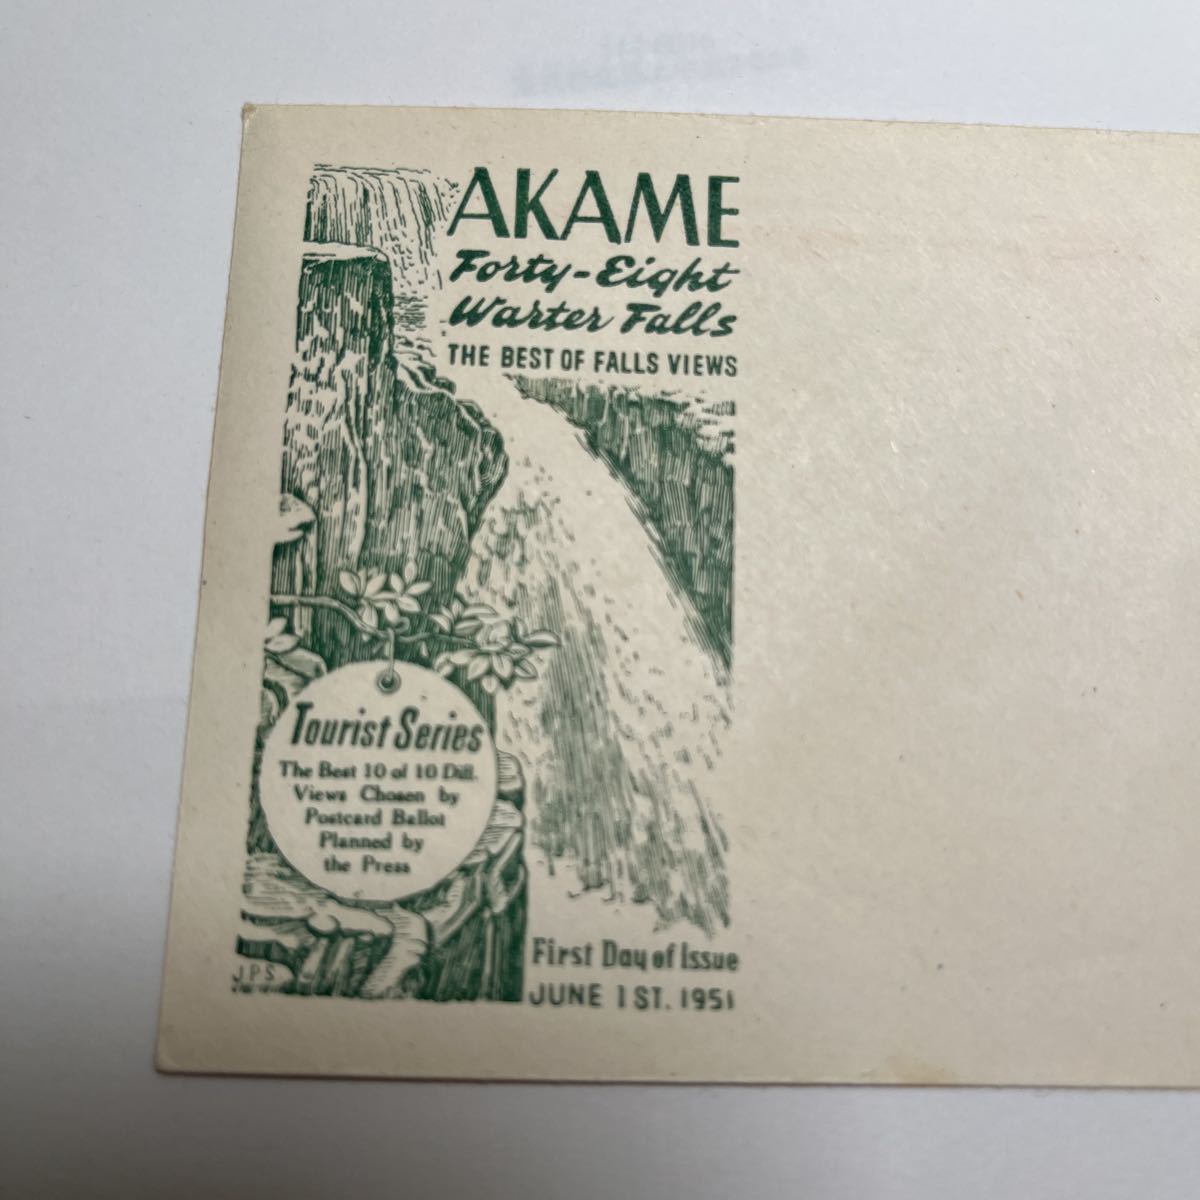 AKAME
Forty-Eight
Warter Falls
THE BEST OF FALLS VIEWS
Tourist Series
The Best 10 of 10 Diff.
Views Chosen by
Postcard Ballot
Planned by
the Press
First Day of Issue
JUNE 1ST. 1951
J.P.S